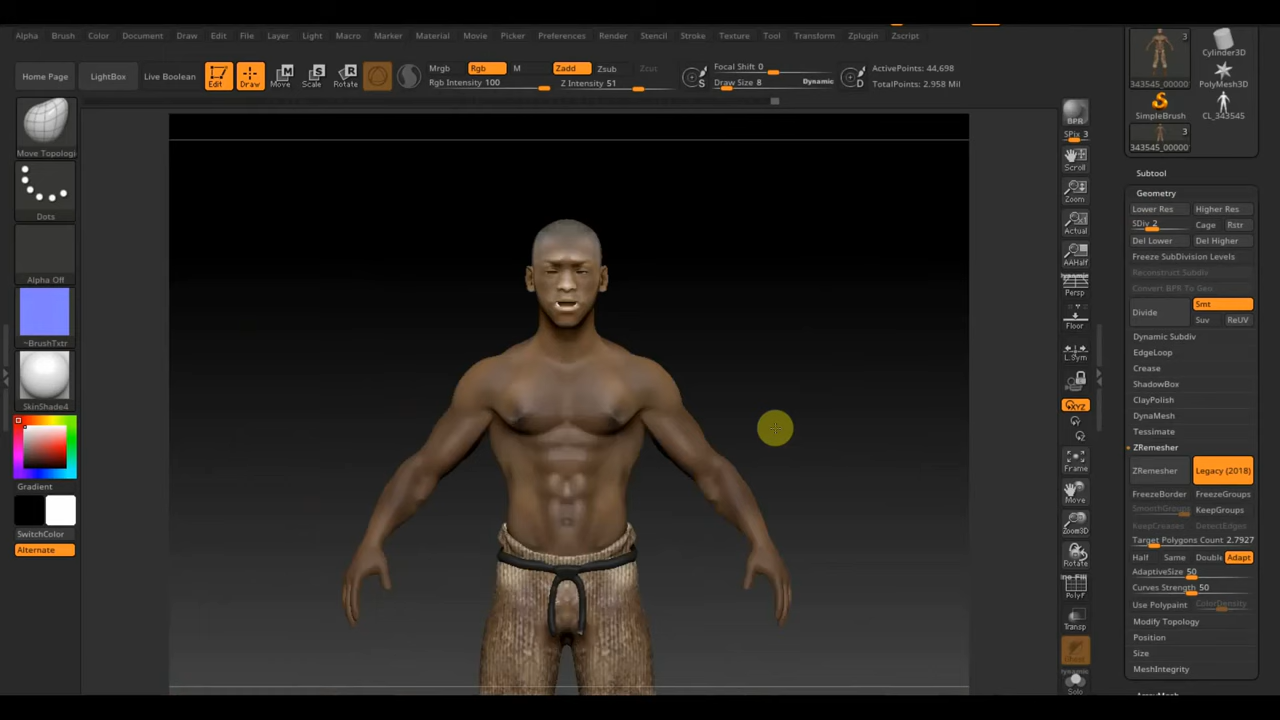 Alpha Brush Color Document Draw Edit File Layer Light Macro Marker Material Movie Picker Preferences Render Stencil Stroke Texture Tool Transform Zplugin Zscript
Home Page LightBox Live Boolean Edit Draw Move Scale Rotate
Mrgb Rgb M Zadd Zsub Zcut
Rgb Intensity 100 Z Intensity 51
Focal Shift 0
Draw Size 8 Dynamic
ActivePoints: 44,698
TotalPoints: 2.958 Mil
Move Topologi
Dots
Alpha Off
~BrushTxtr
SkinShade4
Gradient
SwitchColor
Alternate
BPR
SPix 3
Scroll
Zoom
Actual
AAHalf
Dynamic
Persp
Floor
L.Sym
XYZ
Frame
Move
Zoom3D
Rotate
PolyF
Transp
Dynamic
Solo
3
343545_00000
Cylinder3D
PolyMesh3D
SimpleBrush
CL_343545
3
343545_00000
Subtool
Geometry
Lower Res Higher Res
SDiv 2 Cage Rstr
Del Lower Del Higher
Freeze SubDivision Levels
Reconstruct Subdiv
Convert BPR To Geo
Divide Smt
Suv ReUV
Dynamic Subdiv
EdgeLoop
Crease
ShadowBox
ClayPolish
DynaMesh
Tessimate
ZRemesher
ZRemesher Legacy (2018)
FreezeBorder FreezeGroups
SmoothGroups KeepGroups
KeepCreases DetectEdges
Target Polygons Count 2.7927
Half Same Double Adapt
AdaptiveSize 50
Curves Strength 50
Use Polypaint ColorDensity
Modify Topology
Position
Size
MeshIntegrity